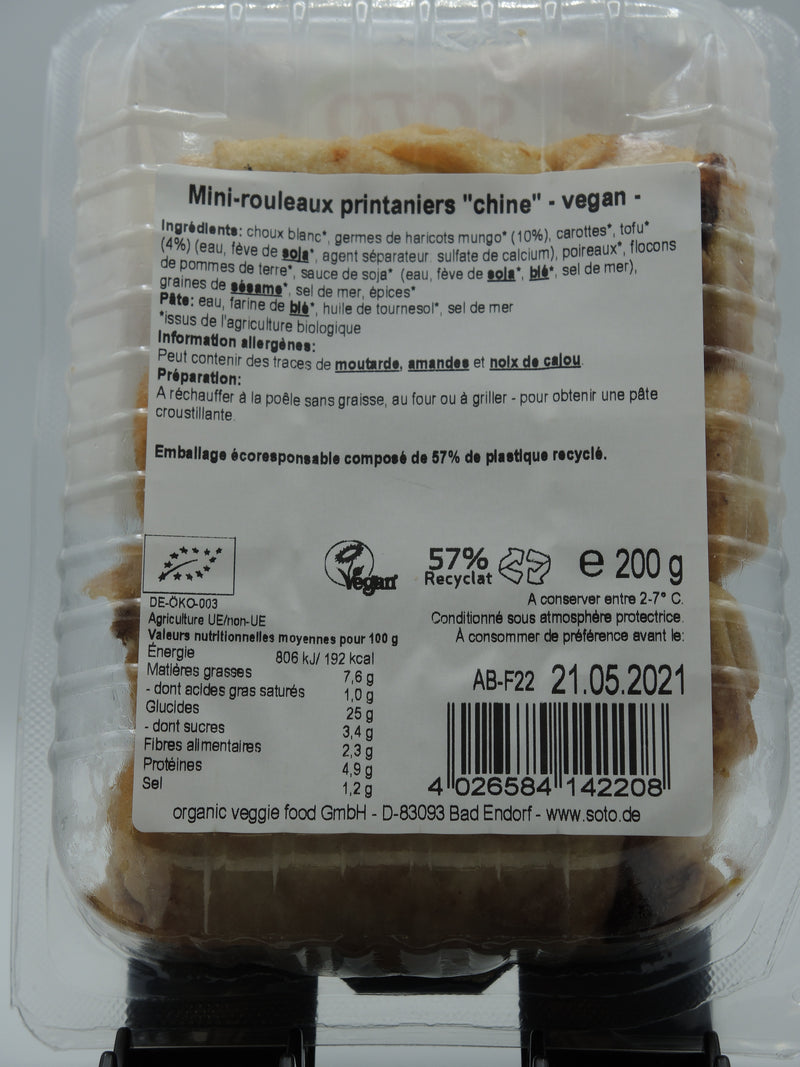 SOTO
Mini-rouleaux printaniers "chine" - vegan -
Ingrédients: choux blanc*, germes de haricots mungo* (10%), carottes*, tofu*
(4%) (eau, fève de soja*, agent séparateur: sulfate de calcium), poireaux*, flocons
de pommes de terre*, sauce de soja* (eau, fève de soja*, blé*, sel de mer),
graines de sésame*, sel de mer, épices*
Pâte: eau, farine de blé*, huile de tournesol*, sel de mer
*issus de l'agriculture biologique
Information allergènes:
Peut contenir des traces de moutarde, amandes et noix de cajou.
Préparation:
A réchauffer à la poêle sans graisse, au four ou à griller - pour obtenir une pâte
croustillante.
Emballage écoresponsable composé de 57% de plastique recyclé.
Vegan
57%
Recyclat
e 200 g
DE-ÖKO-003
Agriculture UE/non-UE
A conserver entre 2-7° C.
Conditionné sous atmosphère protectrice.
À consommer de préférence avant le:
AB-F22 21.05.2021
Valeurs nutritionnelles moyennes pour 100 g
Énergie 806 kJ/ 192 kcal
Matières grasses 7,6 g
- dont acides gras saturés 1,0 g
Glucides 25 g
- dont sucres 3,4 g
Fibres alimentaires 2,3 g
Protéines 4,9 g
Sel 1,2 g
4 026584 142208
organic veggie food GmbH - D-83093 Bad Endorf - www.soto.de